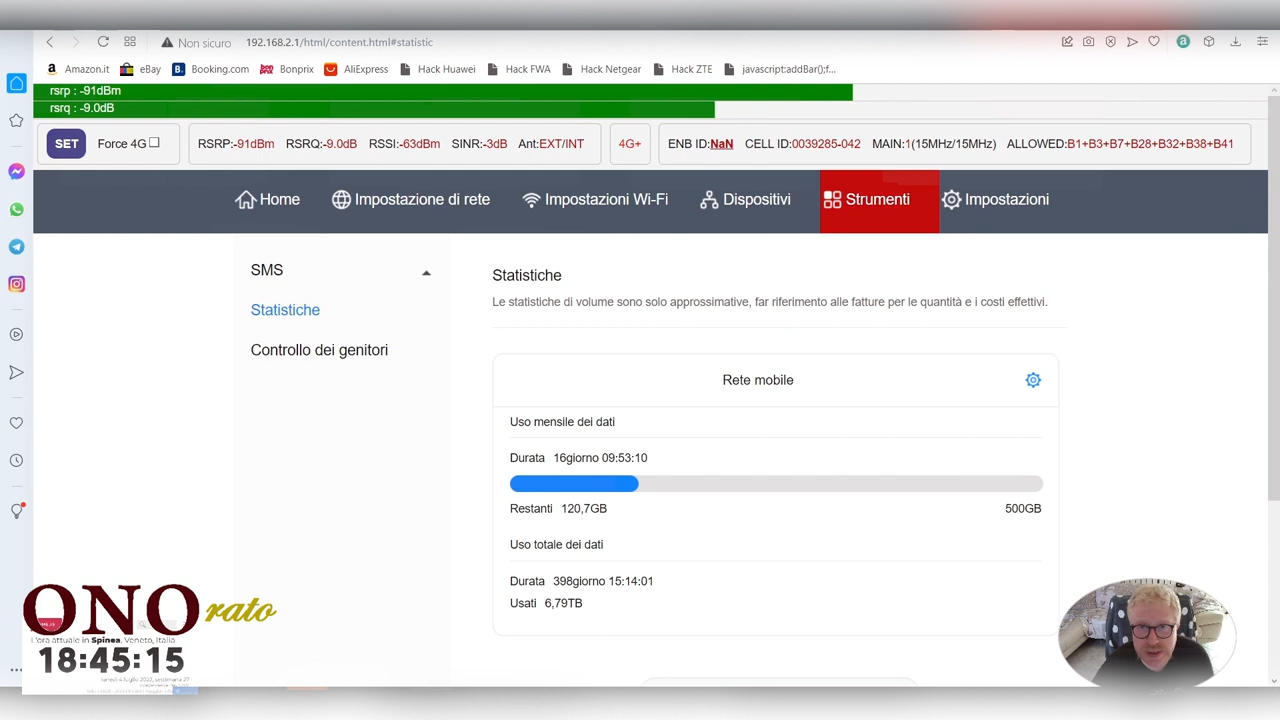 Non sicuro 192.168.2.1/html/content.html#statistic
Amazon.it eBay Booking.com Bonprix AliExpress Hack Huawei Hack FWA Hack Netgear Hack ZTE javascript:addBar();f...
rsrp : -91dBm
rsrq : -9.0dB
SET Force 4G RSRP:-91dBm RSRQ:-9.0dB RSSI:-63dBm SINR:-3dB Ant:EXT/INT 4G+ ENB ID:NaN CELL ID:0039285-042 MAIN:1(15MHz/15MHz) ALLOWED:B1+B3+B7+B28+B32+B38+B41
Home Impostazione di rete Impostazioni Wi-Fi Dispositivi Strumenti Impostazioni
SMS
Statistiche
Controllo dei genitori
Statistiche
Le statistiche di volume sono solo approssimative, far riferimento alle fatture per le quantità e i costi effettivi.
Rete mobile
Uso mensile dei dati
Durata 16giorno 09:53:10
Restanti 120,7GB 500GB
Uso totale dei dati
Durata 398giorno 15:14:01
Usati 6,79TB
ONOrato
L'ora attuale in Spinea, Veneto, Italia
18:45:15
lunedì 4 luglio 2022, settimana 27